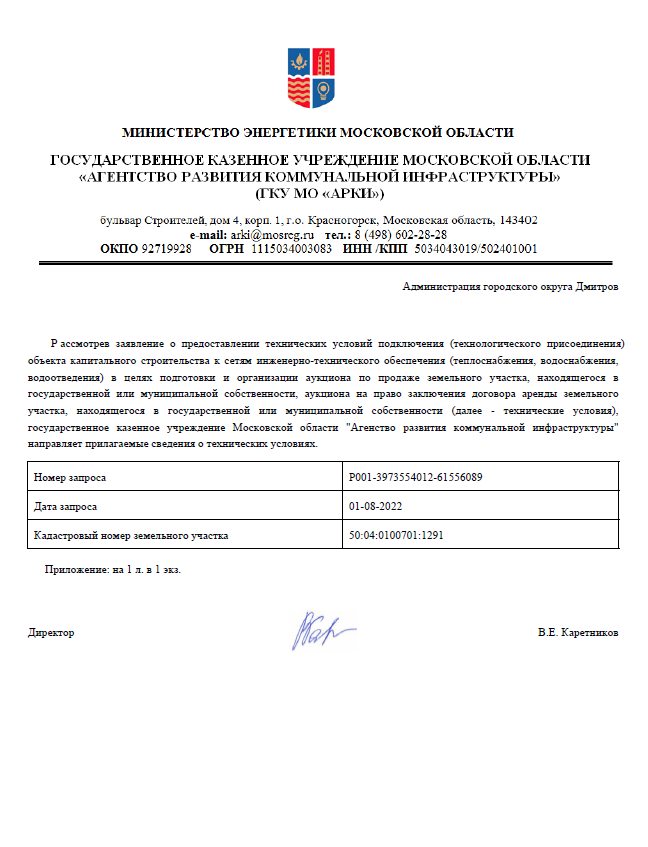 МИНИСТЕРСТВО ЭНЕРГЕТИКИ МОСКОВСКОЙ ОБЛАСТИ
ГОСУДАРСТВЕННОЕ КАЗЕННОЕ УЧРЕЖДЕНИЕ МОСКОВСКОЙ ОБЛАСТИ
«АГЕНТСТВО РАЗВИТИЯ КОММУНАЛЬНОЙ ИНФРАСТРУКТУРЫ»
(ГКУ МО «АРКИ»)
бульвар Строителей, дом 4, корп. 1, г.о. Красногорск, Московская область, 143402
e-mail: arki@mosreg.ru тел.: 8 (498) 602-28-28
ОКПО 92719928 ОГРН 1115034003083 ИНН /КПП 5034043019/502401001
Администрация городского округа Дмитров
Рассмотрев заявление о предоставлении технических условий подключения (технологического присоединения)
объекта капитального строительства к сетям инженерно-технического обеспечения (теплоснабжения, водоснабжения,
водоотведения) в целях подготовки и организации аукциона по продаже земельного участка, находящегося в
государственной или муниципальной собственности, аукциона на право заключения договора аренды земельного
участка, находящегося в государственной или муниципальной собственности (далее - технические условия),
государственное казенное учреждение Московской области "Агенство развития коммунальной инфраструктуры"
направляет прилагаемые сведения о технических условиях.
Номер запроса P001-3973554012-61556089
Дата запроса 01-08-2022
Кадастровый номер земельного участка 50:04:0100701:1291
Приложение: на 1 л. в 1 экз.
Директор В.Е. Каретников